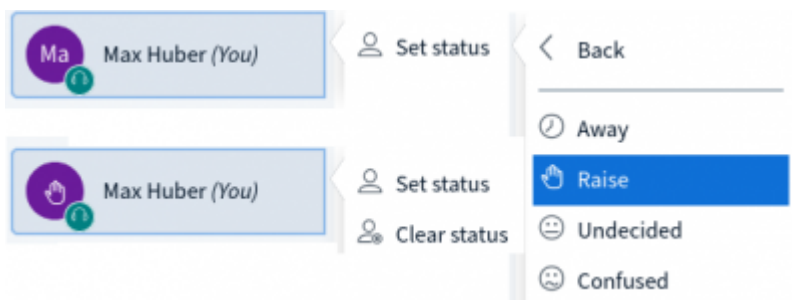 Ma Max Huber (You)
Set status
Max Huber (You)
Set status
Clear status
Back
Away
Raise
Undecided
Confused